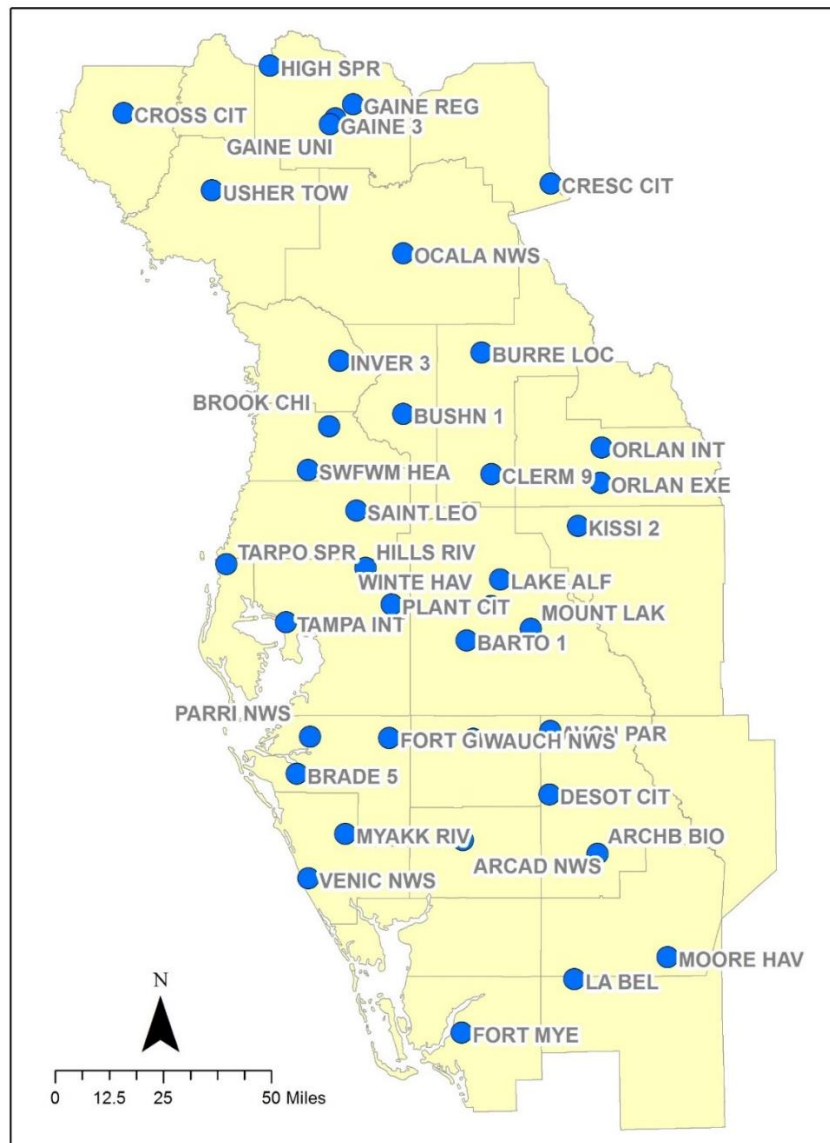 HIGH SPR
GAINE REG
CROSS CIT
GAINE 3
GAINE UNI
CRESC CIT
USHER TOW
OCALA NWS
BURRE LOC
INVER 3
BROOK CHI
BUSHN 1
ORLAN INT
SWFWM HEA
CLERM 9
ORLAN EXE
SAINT LEO
KISSI 2
TARPO SPR
HILLS RIV
WINTE HAV
LAKE ALF
PLANT CIT
MOUNT LAK
TAMPA INT
BARTO 1
PARRI NWS
FORT G
WAUCH NWS
AVON PAR
BRADE 5
DESOT CIT
MYAKK RIV
ARCHB BIO
ARCAD NWS
VENIC NWS
MOORE HAV
LA BEL
N
FORT MYE
0 12.5 25 50 Miles